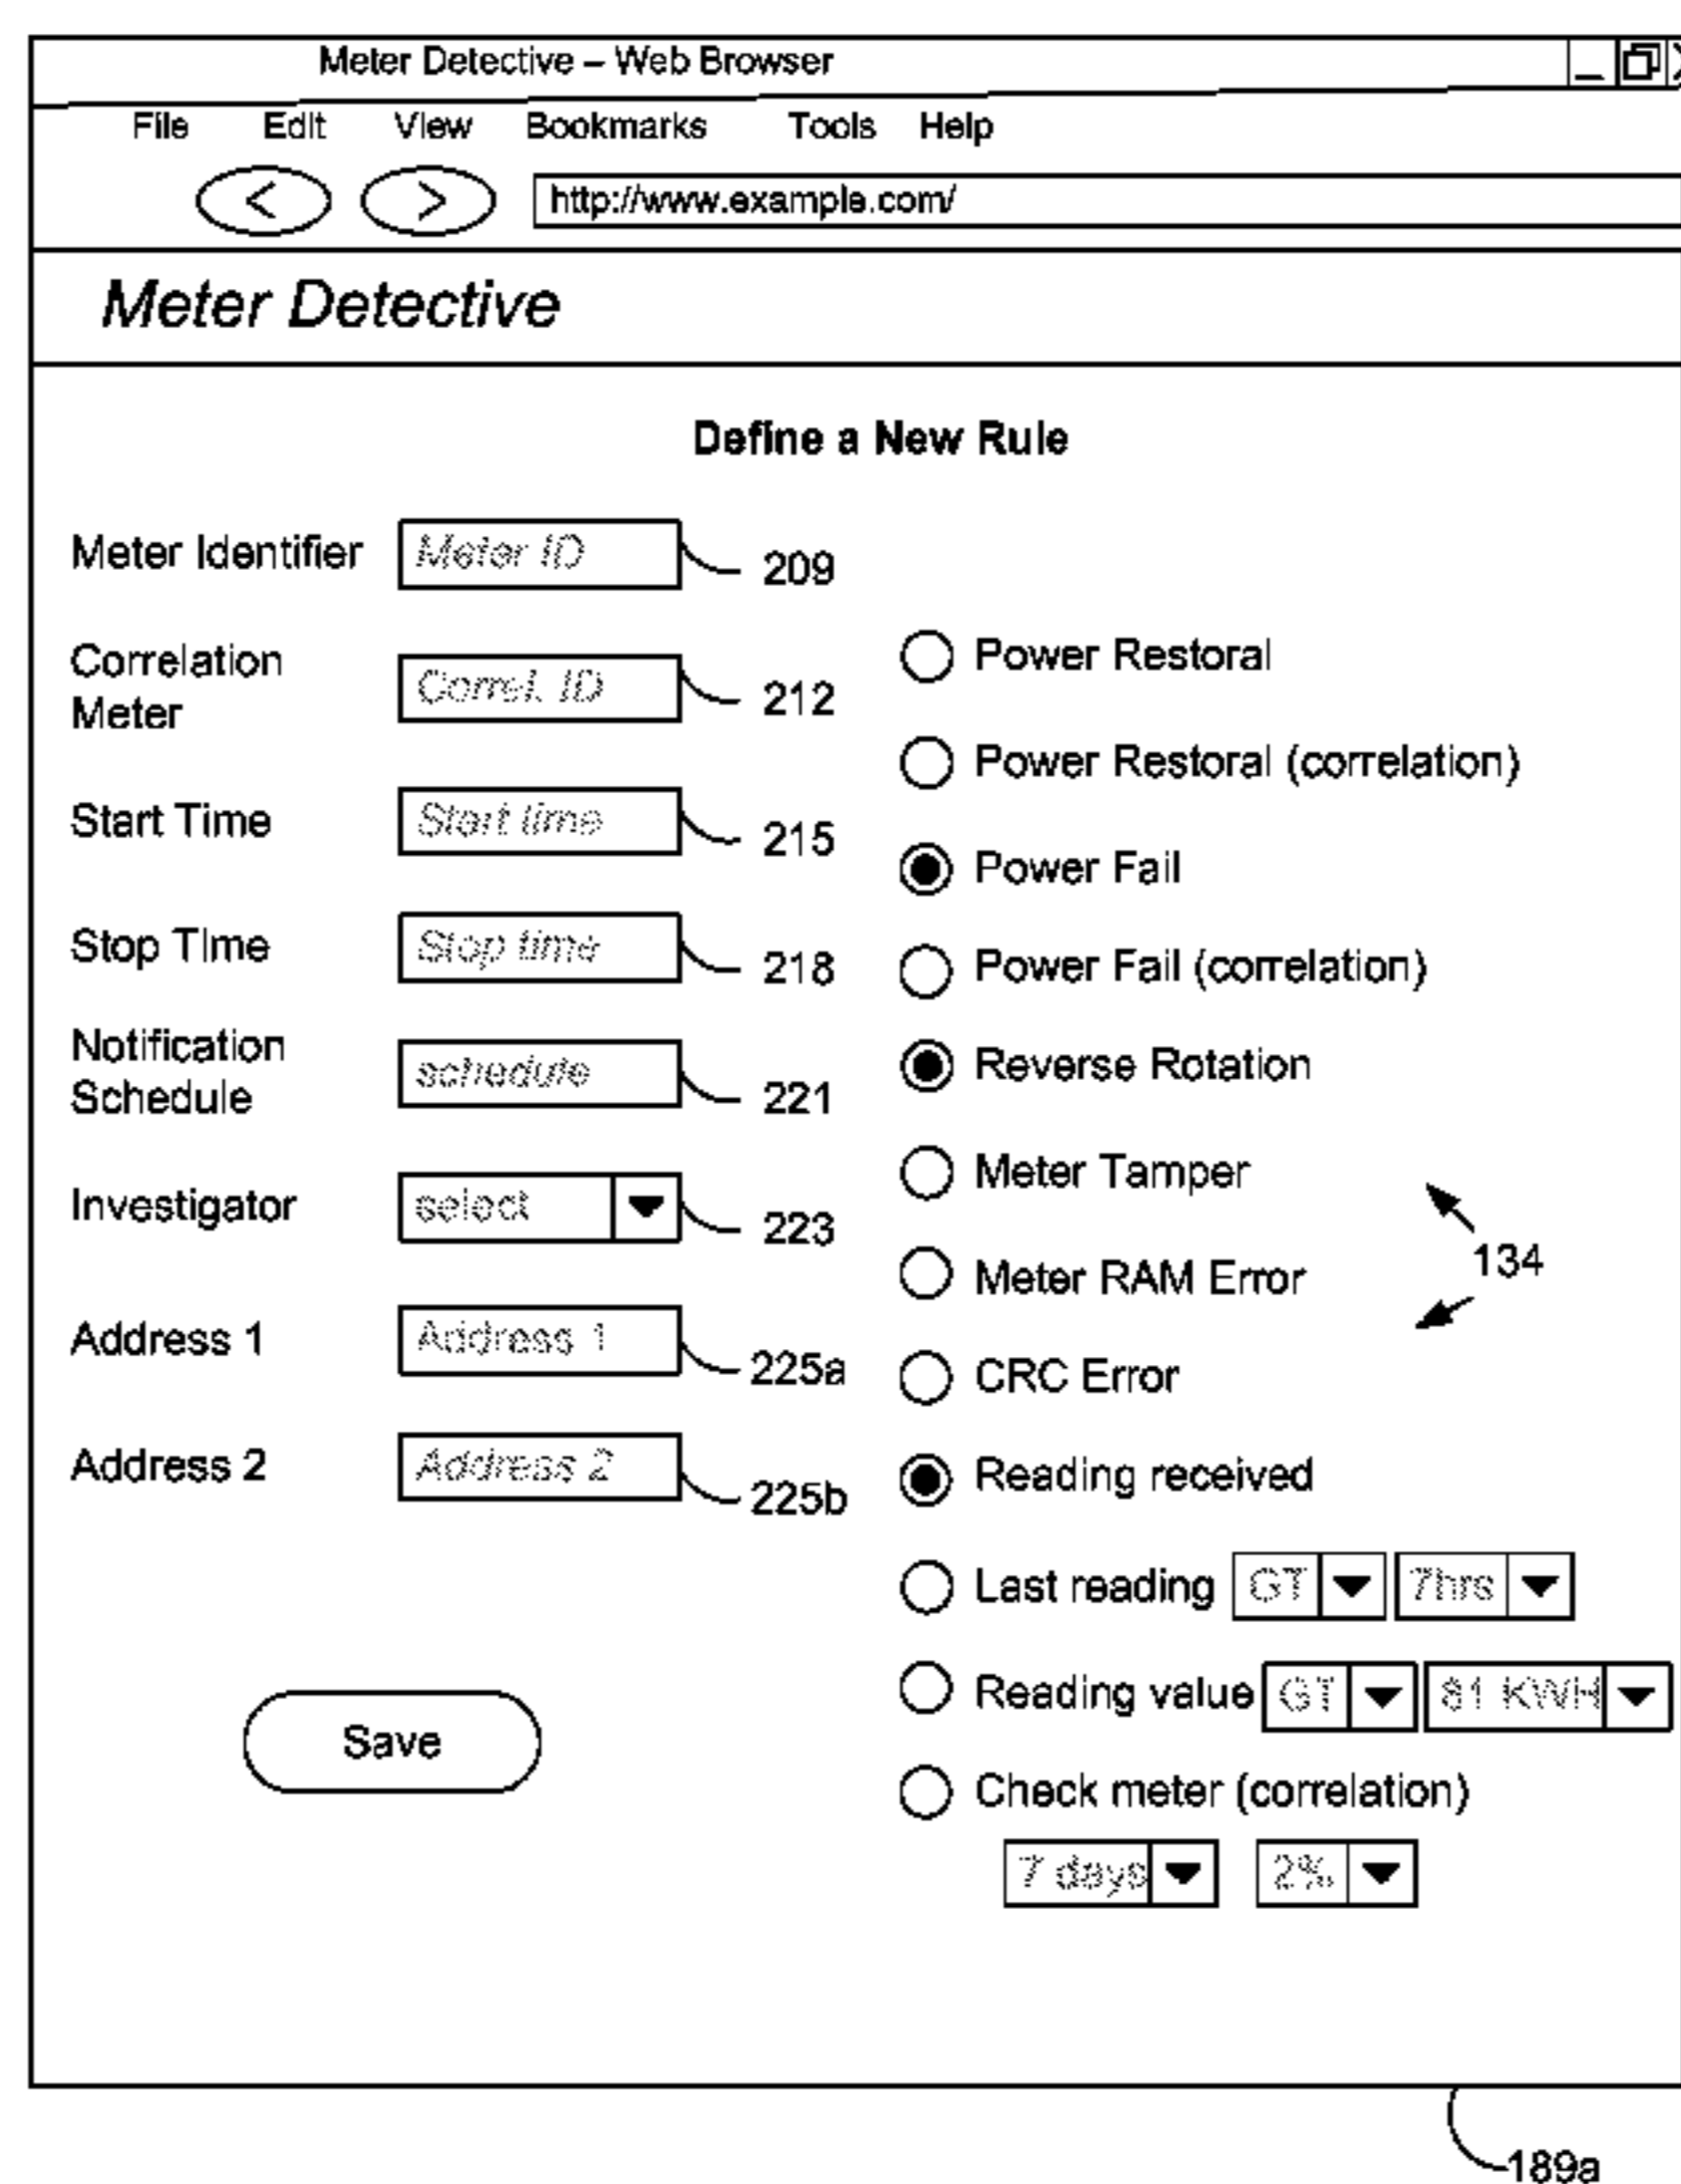 Meter Detective – Web Browser
File Edit View Bookmarks Tools Help
< > http://www.example.com/
Meter Detective
Define a New Rule
Meter Identifier Meter ID 209
Correlation Meter Correl. ID 212
Start Time Start time 215
Stop Time Stop time 218
Notification Schedule schedule 221
Investigator select 223
Address 1 Address 1 225a
Address 2 Address 2 225b
Save
Power Restoral
Power Restoral (correlation)
Power Fail
Power Fail (correlation)
Reverse Rotation
Meter Tamper
134
Meter RAM Error
CRC Error
Reading received
Last reading GT 7hrs
Reading value GT 81 KWH
Check meter (correlation)
7 days 2%
189a